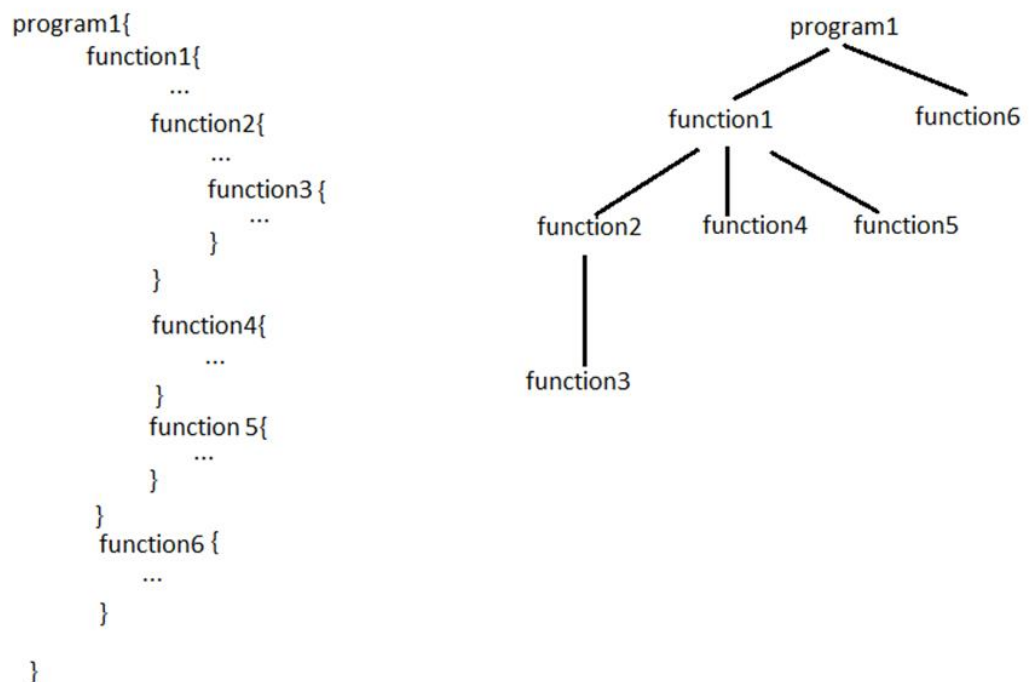 program1{
function1{
...
function2{
...
function3 {
...
}
}
function4{
...
}
function 5{
...
}
}
function6 {
...
}
}
program1
function1 function6
function2 function4 function5
function3